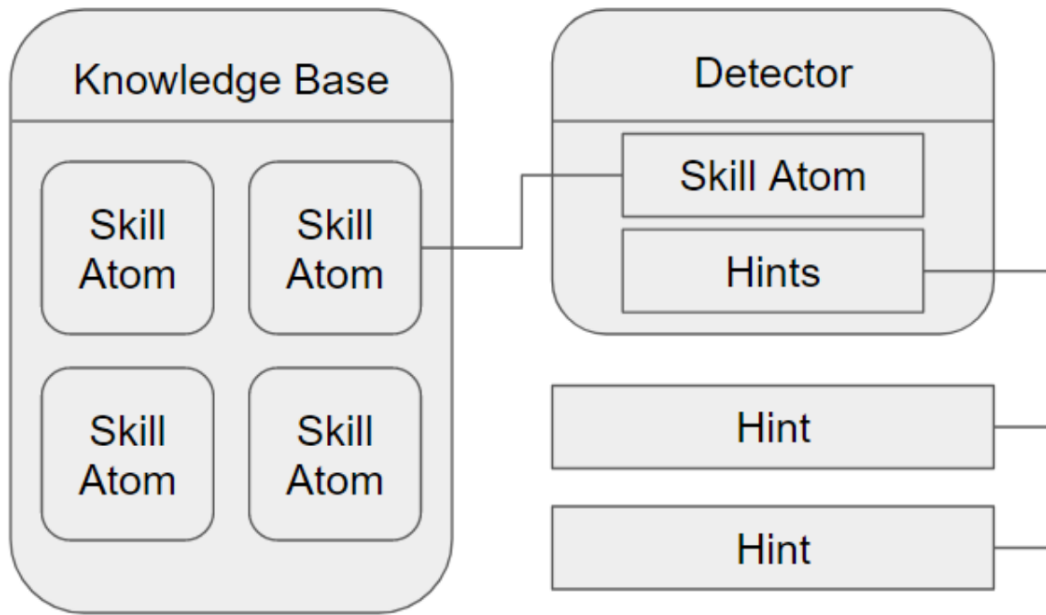 Knowledge Base
Skill
Atom
Skill
Atom
Skill
Atom
Skill
Atom
Detector
Skill Atom
Hints
Hint
Hint